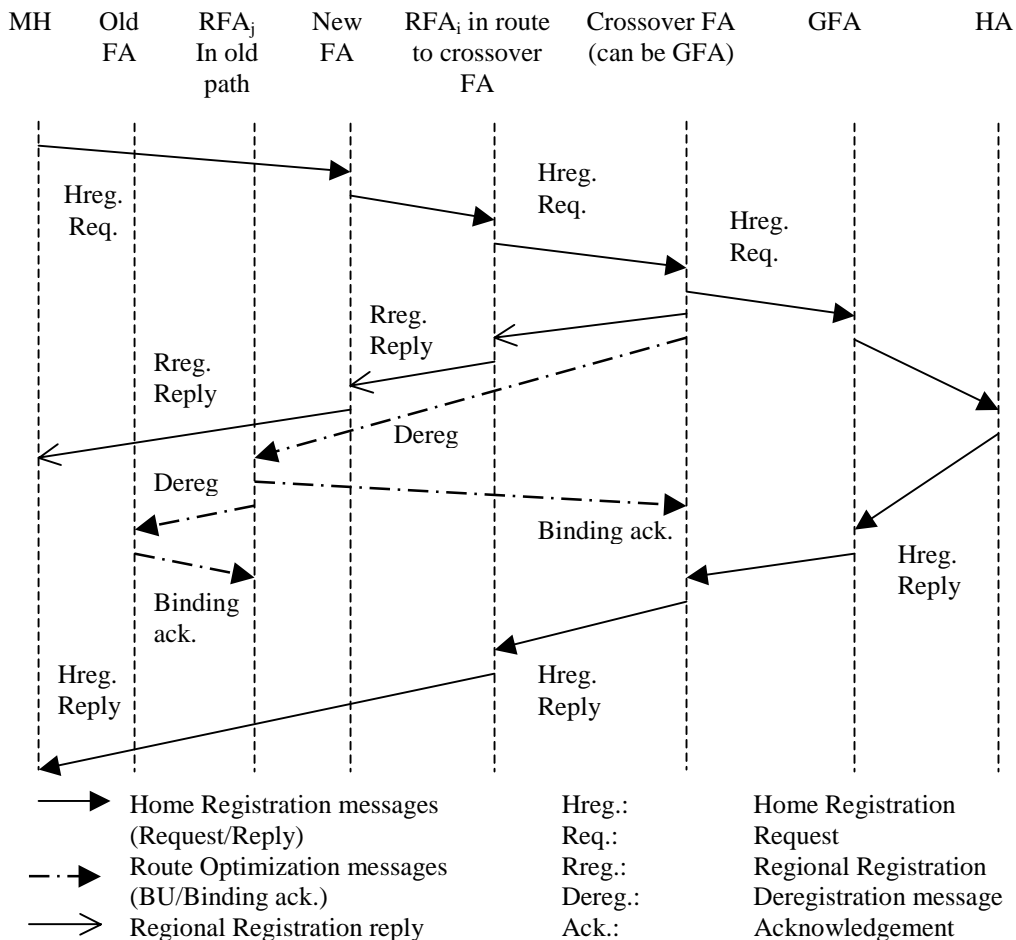 MH Old RFAj New RFAi in route Crossover FA GFA HA
FA In old FA to crossover (can be GFA)
path FA
Hreg.
Req.
Hreg.
Req.
Hreg.
Req.
Rreg.
Reply
Rreg.
Reply
Dereg
Dereg
Binding ack.
Hreg.
Reply
Binding
ack.
Hreg.
Reply
Hreg.
Reply
Home Registration messages Hreg.: Home Registration
(Request/Reply) Req.: Request
Route Optimization messages Rreg.: Regional Registration
(BU/Binding ack.) Dereg.: Deregistration message
Regional Registration reply Ack.: Acknowledgement